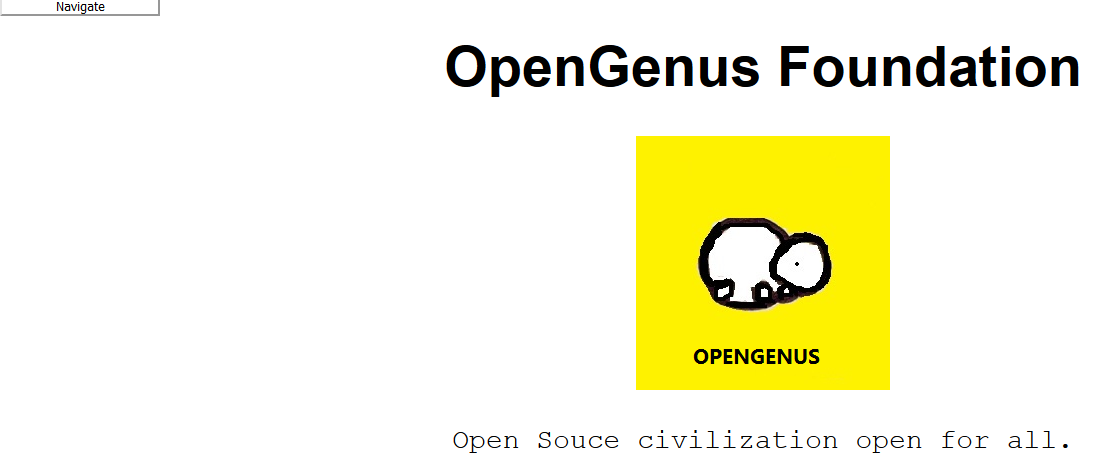 Navigate
OpenGenus Foundation
OPENGENUS
Open Souce civilization open for all.